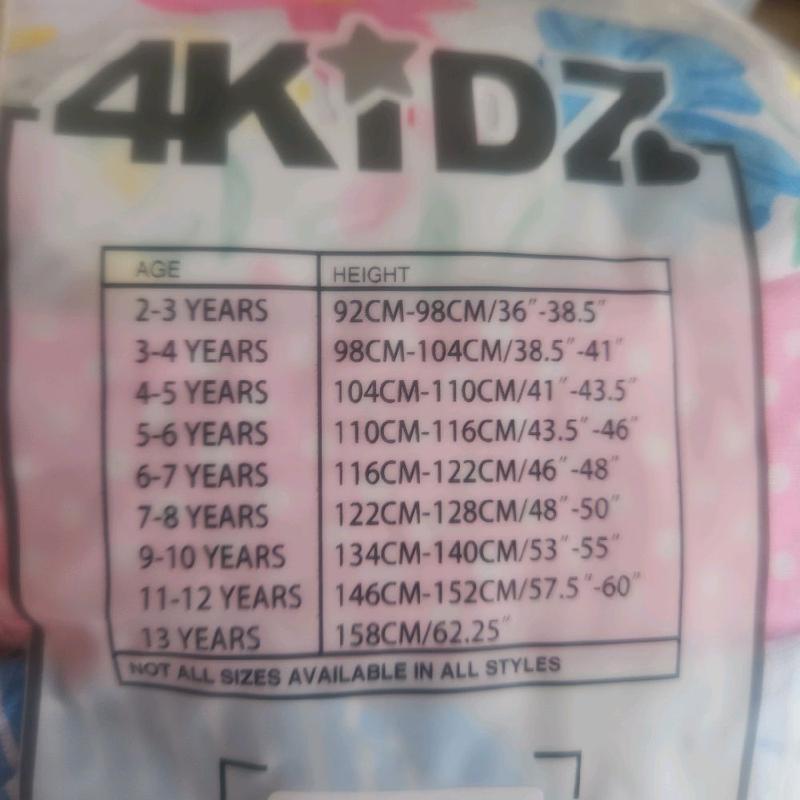 4KiDZ
AGE HEIGHT
2-3 YEARS 92CM-98CM/36"-38.5"
3-4 YEARS 98CM-104CM/38.5"-41"
4-5 YEARS 104CM-110CM/41"-43.5"
5-6 YEARS 110CM-116CM/43.5"-46"
6-7 YEARS 116CM-122CM/46"-48"
7-8 YEARS 122CM-128CM/48"-50"
9-10 YEARS 134CM-140CM/53"-55"
11-12 YEARS 146CM-152CM/57.5"-60"
13 YEARS 158CM/62.25"
NOT ALL SIZES AVAILABLE IN ALL STYLES